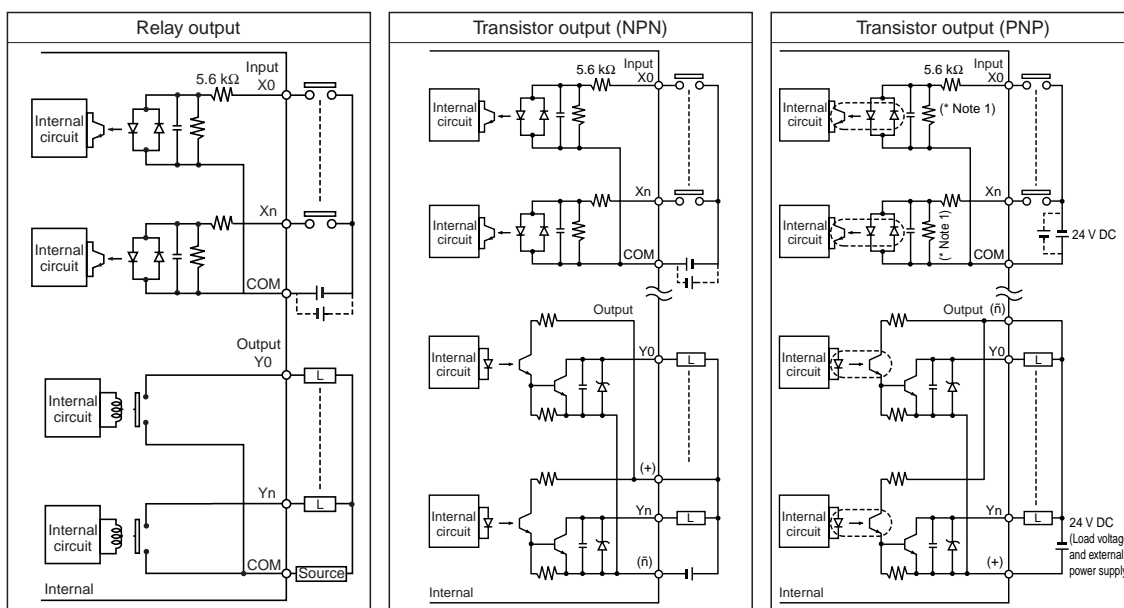 Relay output
Input
5.6 kΩ
X0
Internal
circuit
Xn
Internal
circuit
COM
Output
Y0
L
Internal
circuit
Yn
L
Internal
circuit
COM
Source
Internal
Transistor output (NPN)
Input
5.6 kΩ
X0
Internal
circuit
Xn
Internal
circuit
COM
Output
Internal
circuit
Y0
L
(+)
Internal
circuit
Yn
L
(ñ)
Internal
Transistor output (PNP)
Input
5.6 kΩ
X0
(* Note 1)
Internal
circuit
Xn
Internal
circuit
(* Note 1)
24 V DC
COM
Output
(ñ)
Internal
circuit
Y0
L
Internal
circuit
Yn
L
24 V DC
(Load voltage
and external
power supply
(+)
Internal